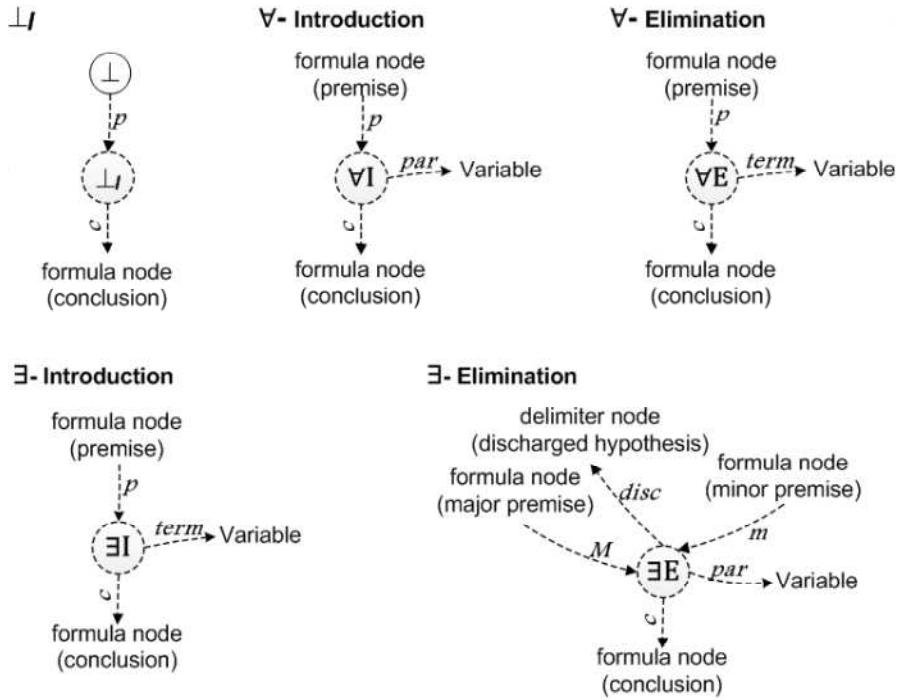 ⊥I
⊥
p
⊥I
c
formula node
(conclusion)
∀- Introduction
formula node
(premise)
p
∀I
par
Variable
c
formula node
(conclusion)
∀- Elimination
formula node
(premise)
p
∀E
term
Variable
c
formula node
(conclusion)
∃- Introduction
formula node
(premise)
p
∃I
term
Variable
c
formula node
(conclusion)
∃- Elimination
delimiter node
(discharged hypothesis)
formula node
(major premise)
formula node
(minor premise)
disc
M
m
∃E
par
Variable
c
formula node
(conclusion)